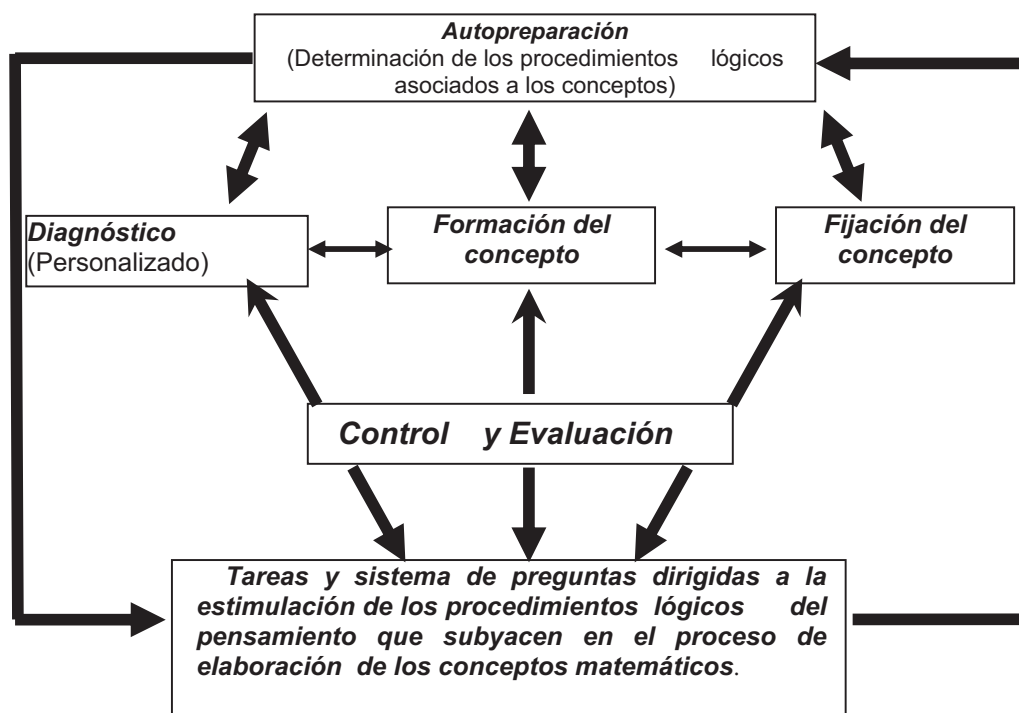 Autopreparación
(Determinación de los procedimientos lógicos
asociados a los conceptos)
Diagnóstico
(Personalizado)
Formación del
concepto
Fijación del
concepto
Control y Evaluación
Tareas y sistema de preguntas dirigidas a la
estimulación de los procedimientos lógicos del
pensamiento que subyacen en el proceso de
elaboración de los conceptos matemáticos.